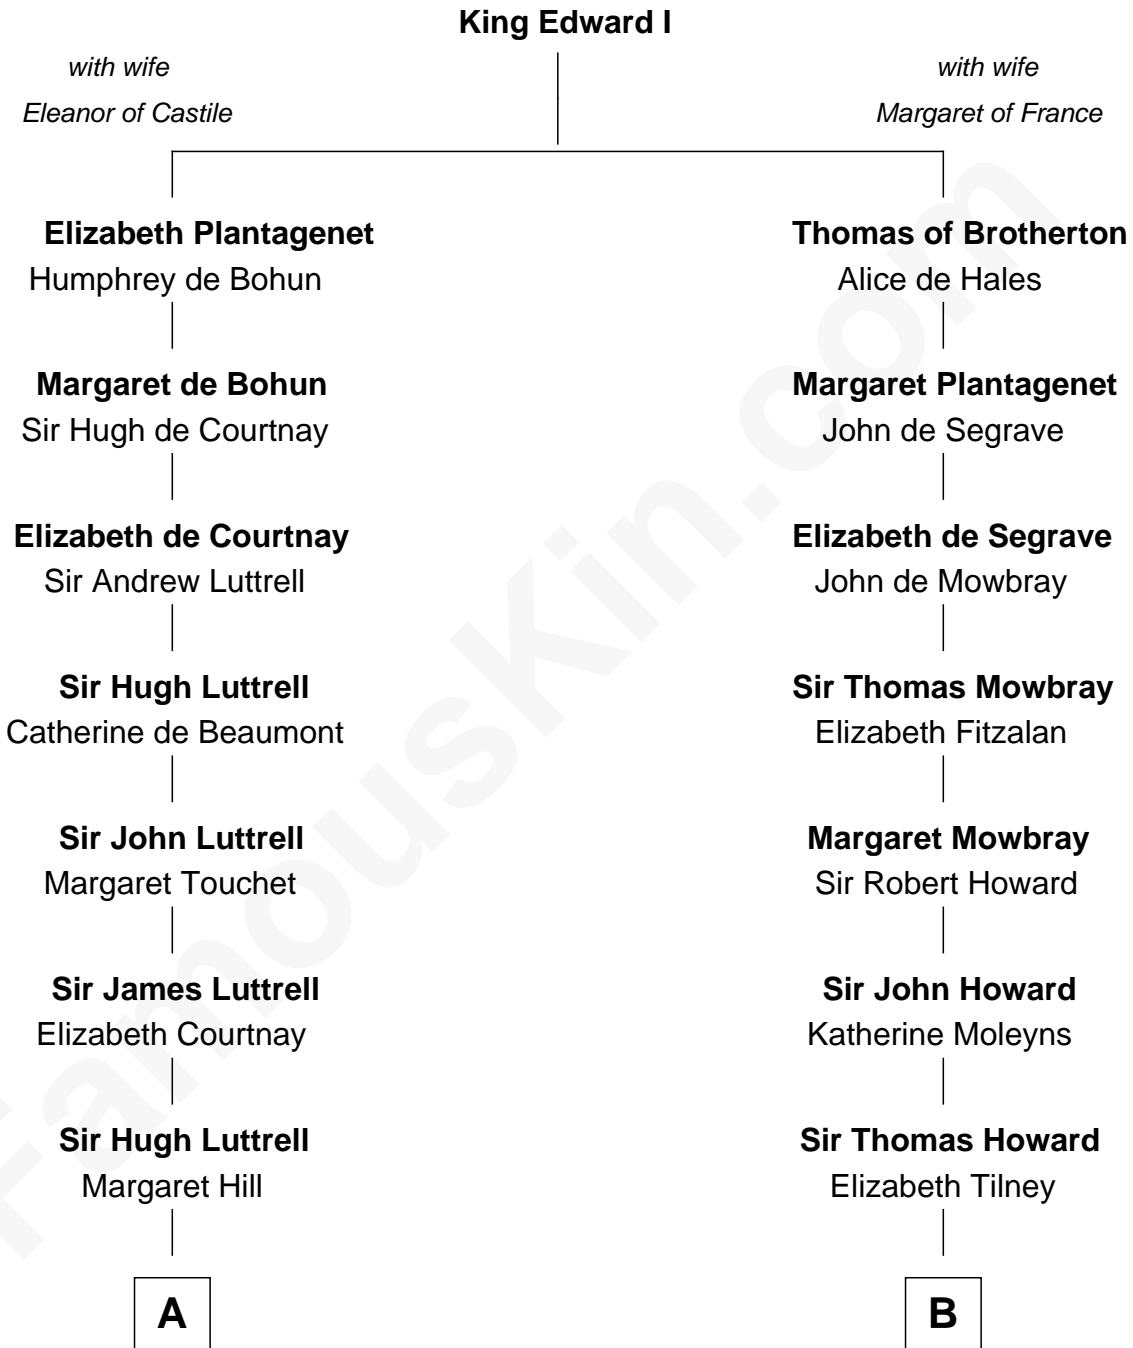 King Edward I
with wife
Eleanor of Castile
with wife
Margaret of France
Elizabeth Plantagenet
Humphrey de Bohun
Thomas of Brotherton
Alice de Hales
Margaret de Bohun
Sir Hugh de Courtnay
Margaret Plantagenet
John de Segrave
Elizabeth de Courtnay
Sir Andrew Luttrell
Elizabeth de Segrave
John de Mowbray
Sir Hugh Luttrell
Catherine de Beaumont
Sir Thomas Mowbray
Elizabeth Fitzalan
Sir John Luttrell
Margaret Touchet
Margaret Mowbray
Sir Robert Howard
Sir James Luttrell
Elizabeth Courtnay
Sir John Howard
Katherine Moleyns
Sir Hugh Luttrell
Margaret Hill
Sir Thomas Howard
Elizabeth Tilney
A
B
FamousKin.com